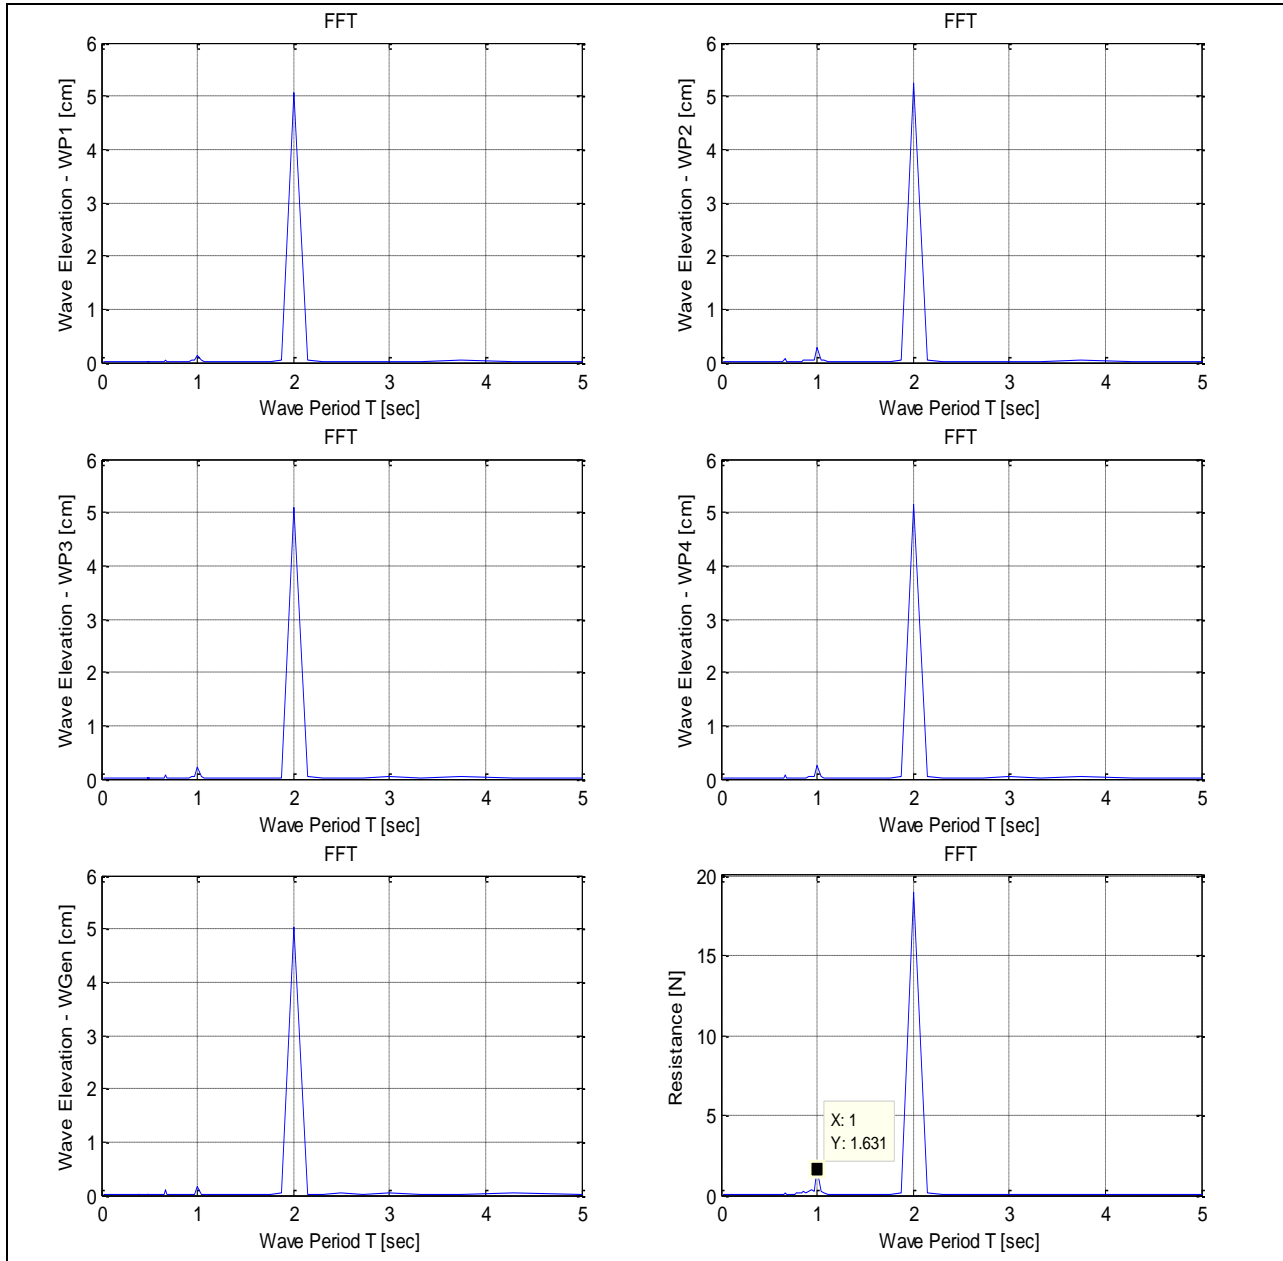 FFT
6
5
4
3
2
1
0
Wave Elevation - WP1 [cm]
0 1 2 3 4 5
Wave Period T [sec]
FFT
6
5
4
3
2
1
0
Wave Elevation - WP2 [cm]
0 1 2 3 4 5
Wave Period T [sec]
FFT
6
5
4
3
2
1
0
Wave Elevation - WP3 [cm]
0 1 2 3 4 5
Wave Period T [sec]
FFT
6
5
4
3
2
1
0
Wave Elevation - WP4 [cm]
0 1 2 3 4 5
Wave Period T [sec]
FFT
6
5
4
3
2
1
0
Wave Elevation - WGen [cm]
0 1 2 3 4 5
Wave Period T [sec]
FFT
20
15
10
5
0
Resistance [N]
X: 1
Y: 1.631
0 1 2 3 4 5
Wave Period T [sec]